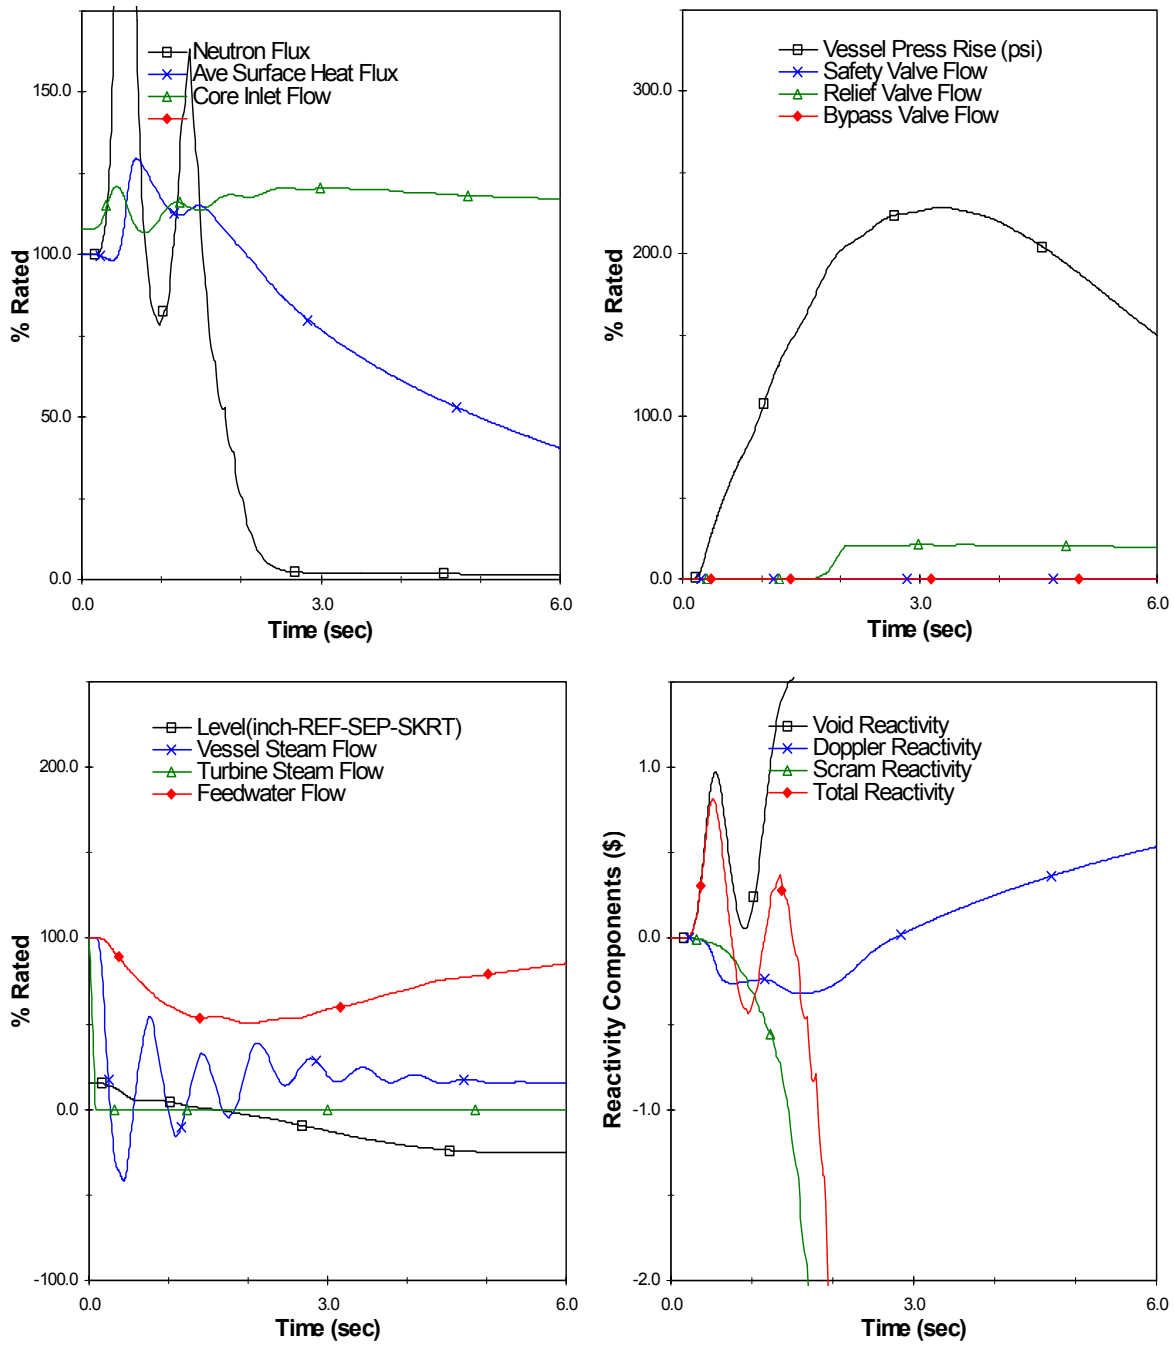 Neutron Flux
Ave Surface Heat Flux
Core Inlet Flow
150.0
100.0
50.0
0.0
% Rated
0.0
3.0
6.0
Time (sec)
Vessel Press Rise (psi)
Safety Valve Flow
Relief Valve Flow
Bypass Valve Flow
300.0
200.0
100.0
0.0
% Rated
0.0
3.0
6.0
Time (sec)
Level(inch-REF-SEP-SKRT)
Vessel Steam Flow
Turbine Steam Flow
Feedwater Flow
200.0
100.0
0.0
-100.0
% Rated
0.0
3.0
6.0
Time (sec)
Void Reactivity
Doppler Reactivity
Scram Reactivity
Total Reactivity
1.0
0.0
-1.0
-2.0
Reactivity Components ($)
0.0
3.0
6.0
Time (sec)